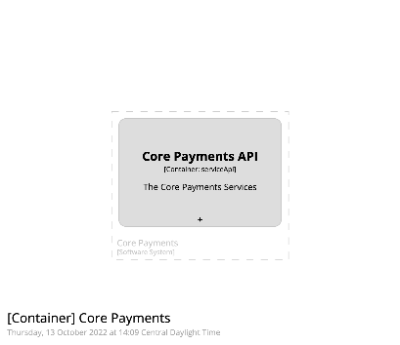 Core Payments API
[Container: serviceApi]
The Core Payments Services
+
Core Payments
[Software System]
[Container] Core Payments
Thursday, 13 October 2022 at 14:09 Central Daylight Time